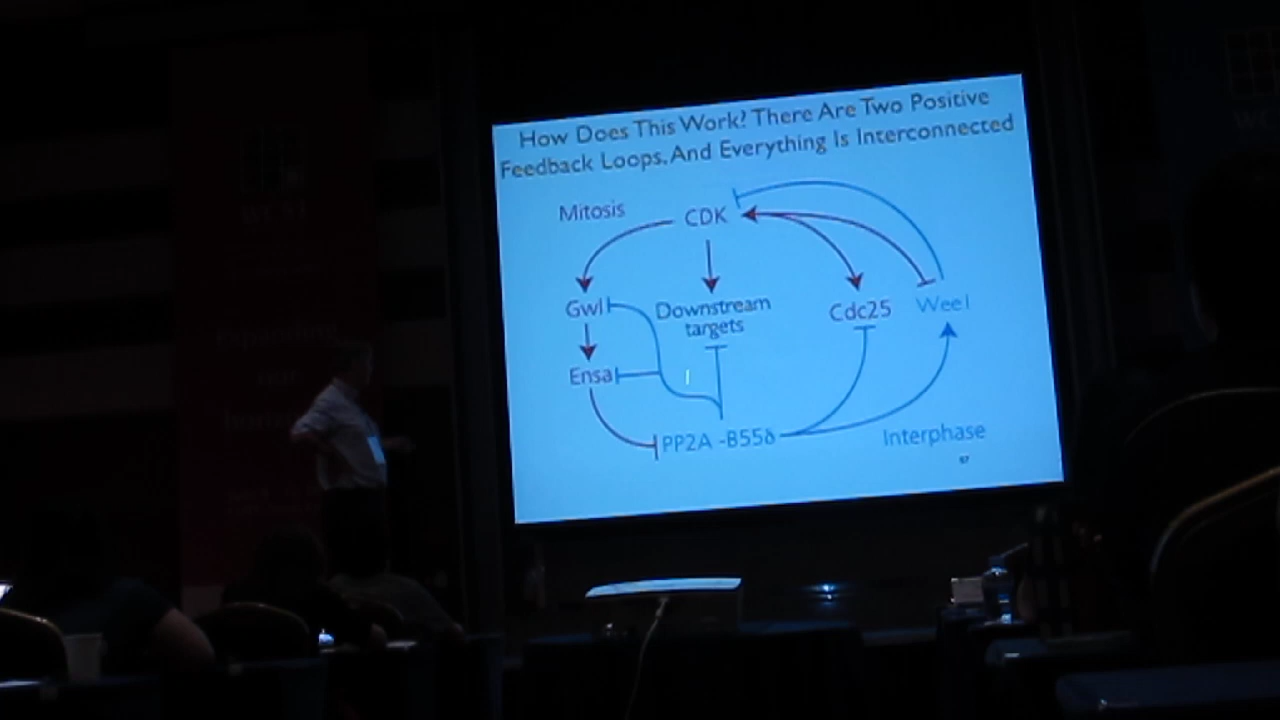 How Does This Work? There Are Two Positive
Feedback Loops, And Everything Is Interconnected
Mitosis
CDK
Gwl
Downstream
targets
Cdc25
Wee1
Ensa
PP2A -B55δ
Interphase